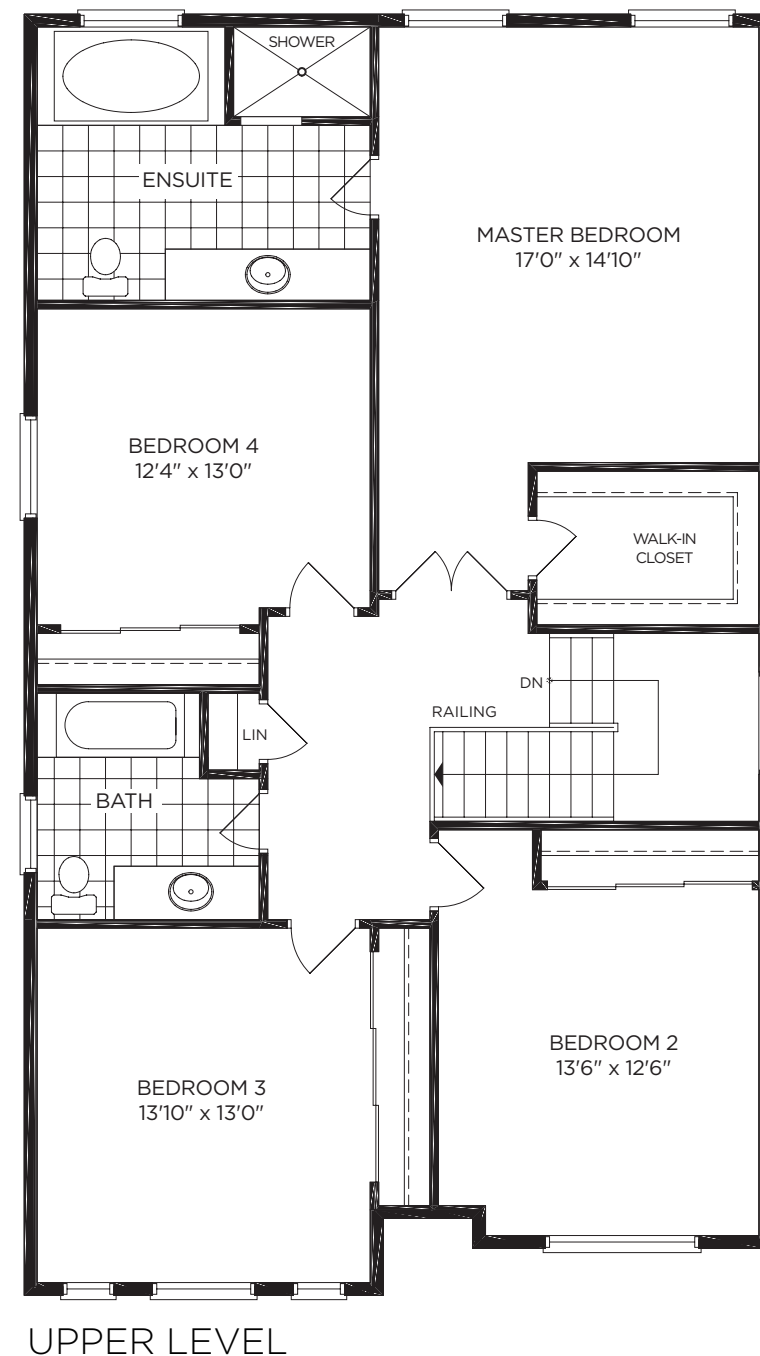 SHOWER
ENSUITE
MASTER BEDROOM
17'0" x 14'10"
BEDROOM 4
12'4" x 13'0"
WALK-IN
CLOSET
DN
RAILING
LIN
BATH
BEDROOM 2
13'6" x 12'6"
BEDROOM 3
13'10" x 13'0"
UPPER LEVEL